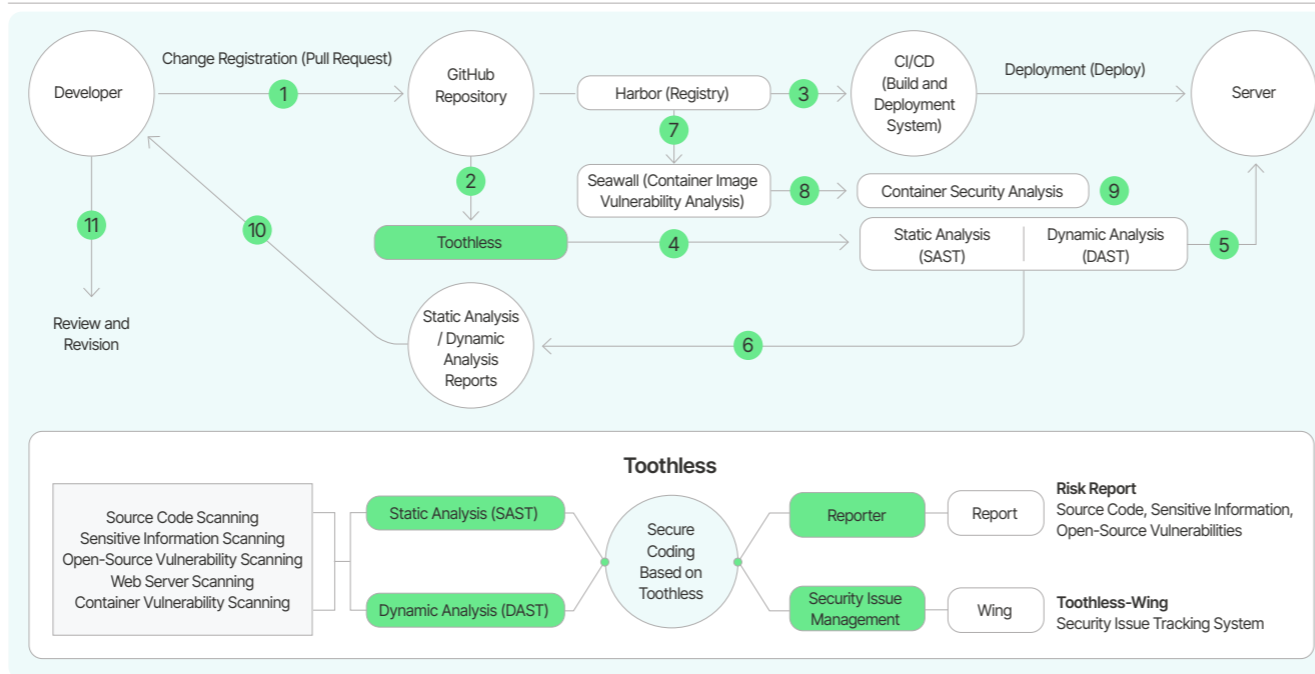 Change Registration (Pull Request)
Developer
1
GitHub
Repository
Harbor (Registry)
3
CI/CD
(Build and
Deployment
System)
Deployment (Deploy)
Server
7
2
Seawall (Container Image
Vulnerability Analysis)
8
Container Security Analysis
9
11
10
Toothless
4
Static Analysis
(SAST)
Dynamic Analysis
(DAST)
5
Review and
Revision
Static Analysis
/ Dynamic
Analysis
Reports
6
Toothless
Source Code Scanning
Sensitive Information Scanning
Open-Source Vulnerability Scanning
Web Server Scanning
Container Vulnerability Scanning
Static Analysis (SAST)
Dynamic Analysis (DAST)
Secure
Coding
Based on
Toothless
Reporter
Report
Risk Report
Source Code, Sensitive Information,
Open-Source Vulnerabilities
Security Issue
Management
Wing
Toothless-Wing
Security Issue Tracking System